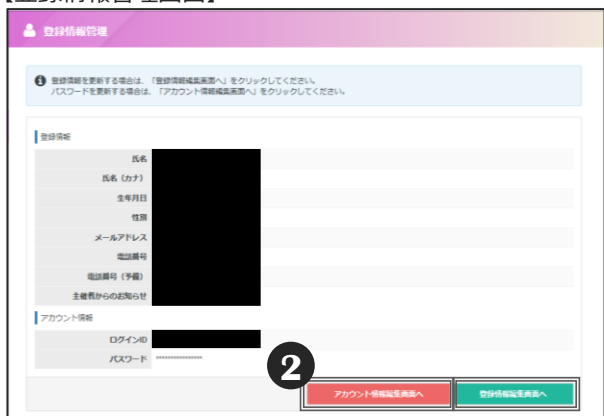 【登録情報管理画面】
登録情報管理
登録情報を更新する場合は、「登録情報編集画面へ」をクリックしてください。
パスワードを更新する場合は、「アカウント情報編集画面へ」をクリックしてください。
登録情報
氏名
氏名（カナ）
生年月日
性別
メールアドレス
電話番号
電話番号（予備）
主催者からのお知らせ
アカウント情報
ログインID
パスワード ****************
2
アカウント情報編集画面へ 登録情報編集画面へ